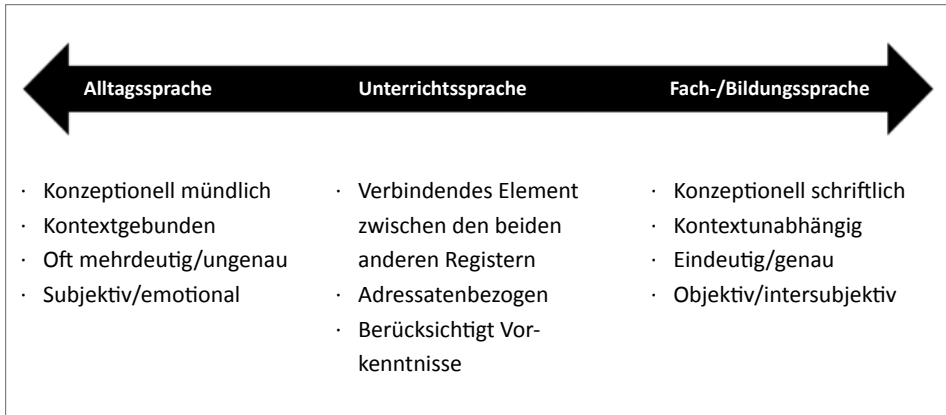 Alltagssprache
Unterrichtssprache
Fach-/Bildungssprache
· Konzeptionell mündlich
· Kontextgebunden
· Oft mehrdeutig/ungenau
· Subjektiv/emotional
· Verbindendes Element
zwischen den beiden
anderen Registern
· Adressatenbezogen
· Berücksichtigt Vor-
kenntnisse
· Konzeptionell schriftlich
· Kontextunabhängig
· Eindeutig/genau
· Objektiv/intersubjektiv